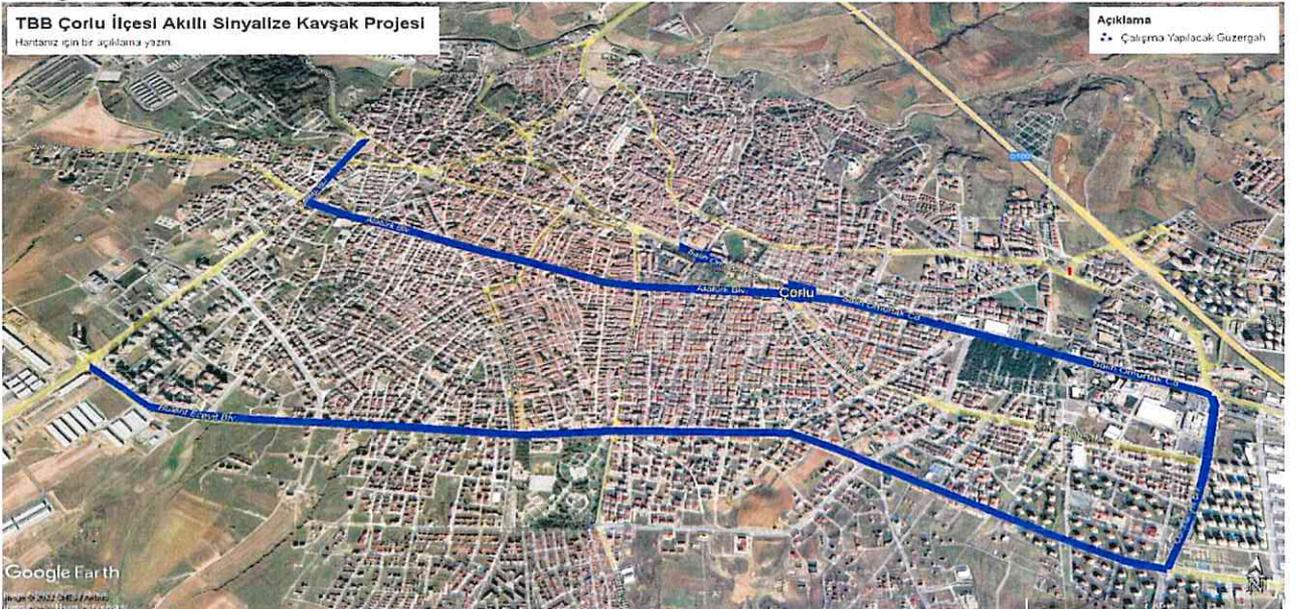 TBB Çorlu İlçesi Akıllı Sinyalize Kavşak Projesi
Haritanız için bir açıklama yazın.
Açıklama
Çalışma Yapılacak Güzergah
D100
Atatürk Blv
Salih
Atatürk Blv.
Çorlu
Salih Omurtak Cd.
Salih Omurtak Cd.
Bülent Ecevit Blv.
Google Earth
N